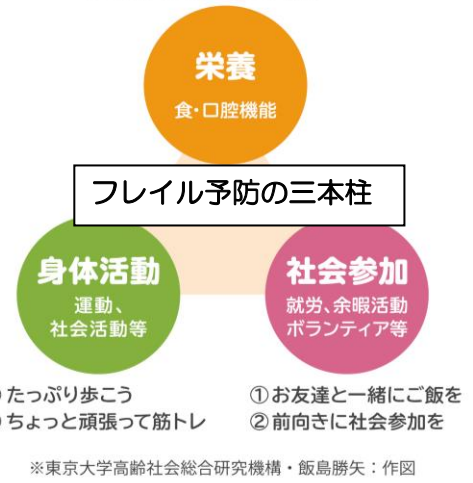 栄養
食・口腔機能
フレイル予防の三本柱
身体活動
運動、
社会活動等
社会参加
就労、余暇活動
ボランティア等
たっぷり歩こう
ちょっと頑張って筋トレ
①お友達と一緒にご飯を
②前向きに社会参加を
※東京大学高齢社会総合研究機構・飯島勝矢：作図